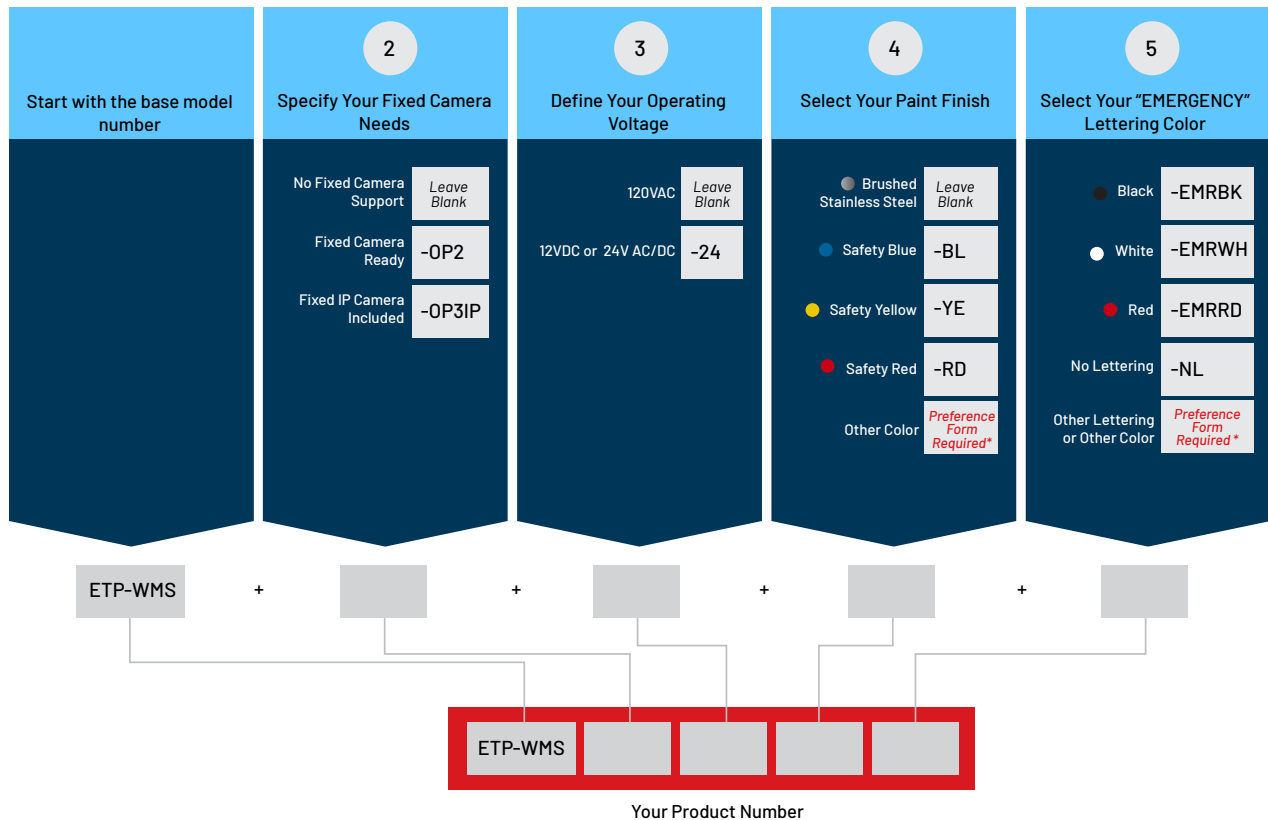 Start with the base model
number
2
Specify Your Fixed Camera
Needs
No Fixed Camera
Support
Leave
Blank
Fixed Camera
Ready
-OP2
Fixed IP Camera
Included
-OP3IP
3
Define Your Operating
Voltage
120VAC
Leave
Blank
12VDC or 24V AC/DC
-24
4
Select Your Paint Finish
Brushed
Stainless Steel
Leave
Blank
Safety Blue
-BL
Safety Yellow
-YE
Safety Red
-RD
Other Color
Preference
Form
Required*
5
Select Your “EMERGENCY”
Lettering Color
Black
-EMRBK
White
-EMRWH
Red
-EMRRD
No Lettering
-NL
Other Lettering
or Other Color
Preference
Form
Required *
ETP-WMS
+
+
+
+
ETP-WMS
Your Product Number